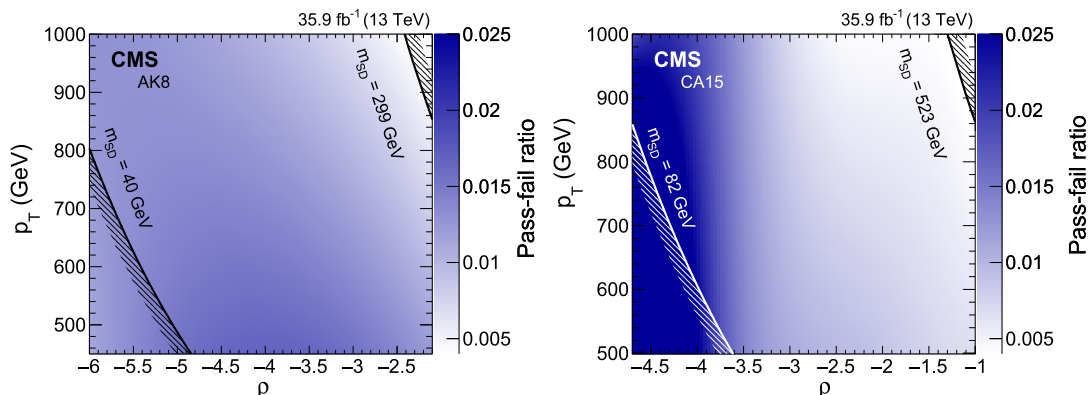 35.9 fb⁻¹ (13 TeV)
CMS
AK8
m_SD = 299 GeV
m_SD = 40 GeV
1000
900
800
700
600
500
p_T (GeV)
−6 −5.5 −5 −4.5 −4 −3.5 −3 −2.5
ρ
0.025
0.02
0.015
0.01
0.005
Pass-fail ratio
35.9 fb⁻¹ (13 TeV)
CMS
CA15
m_SD = 523 GeV
m_SD = 82 GeV
1000
900
800
700
600
500
p_T (GeV)
−4.5 −4 −3.5 −3 −2.5 −2 −1.5 −1
ρ
0.025
0.02
0.015
0.01
0.005
Pass-fail ratio